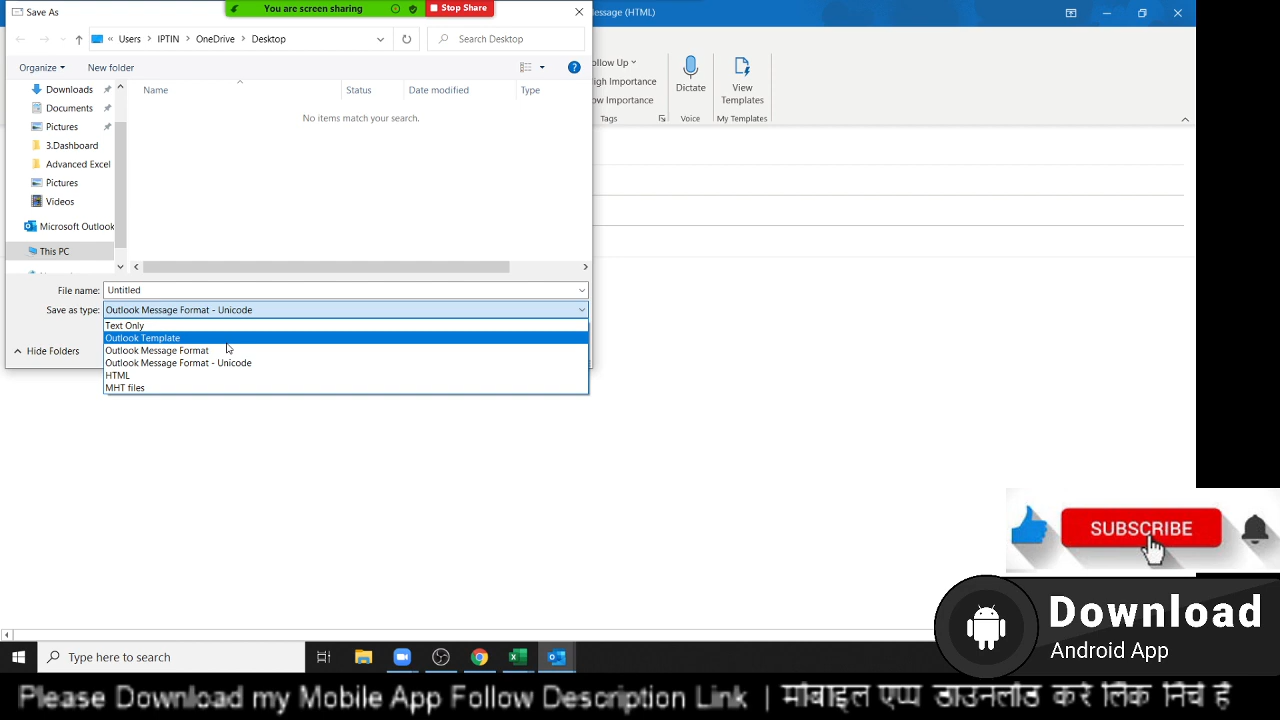 Save As
You are screen sharing
Stop Share
essage (HTML)
« Users > IPTIN > OneDrive > Desktop
Search Desktop
Organize
New folder
ollow Up
igh Importance
ow Importance
Tags
Dictate
Voice
View
Templates
My Templates
Downloads
Documents
Pictures
3.Dashboard
Advanced Excel
Pictures
Videos
Microsoft Outlook
This PC
Name
Status
Date modified
Type
No items match your search.
File name:
Untitled
Save as type:
Outlook Message Format - Unicode
Text Only
Outlook Template
Outlook Message Format
Outlook Message Format - Unicode
HTML
MHT files
Hide Folders
SUBSCRIBE
Download
Android App
Type here to search
Please Download my Mobile App Follow Description Link | मोबाइल एप्प डाउनलोड करे लिंक निचे है